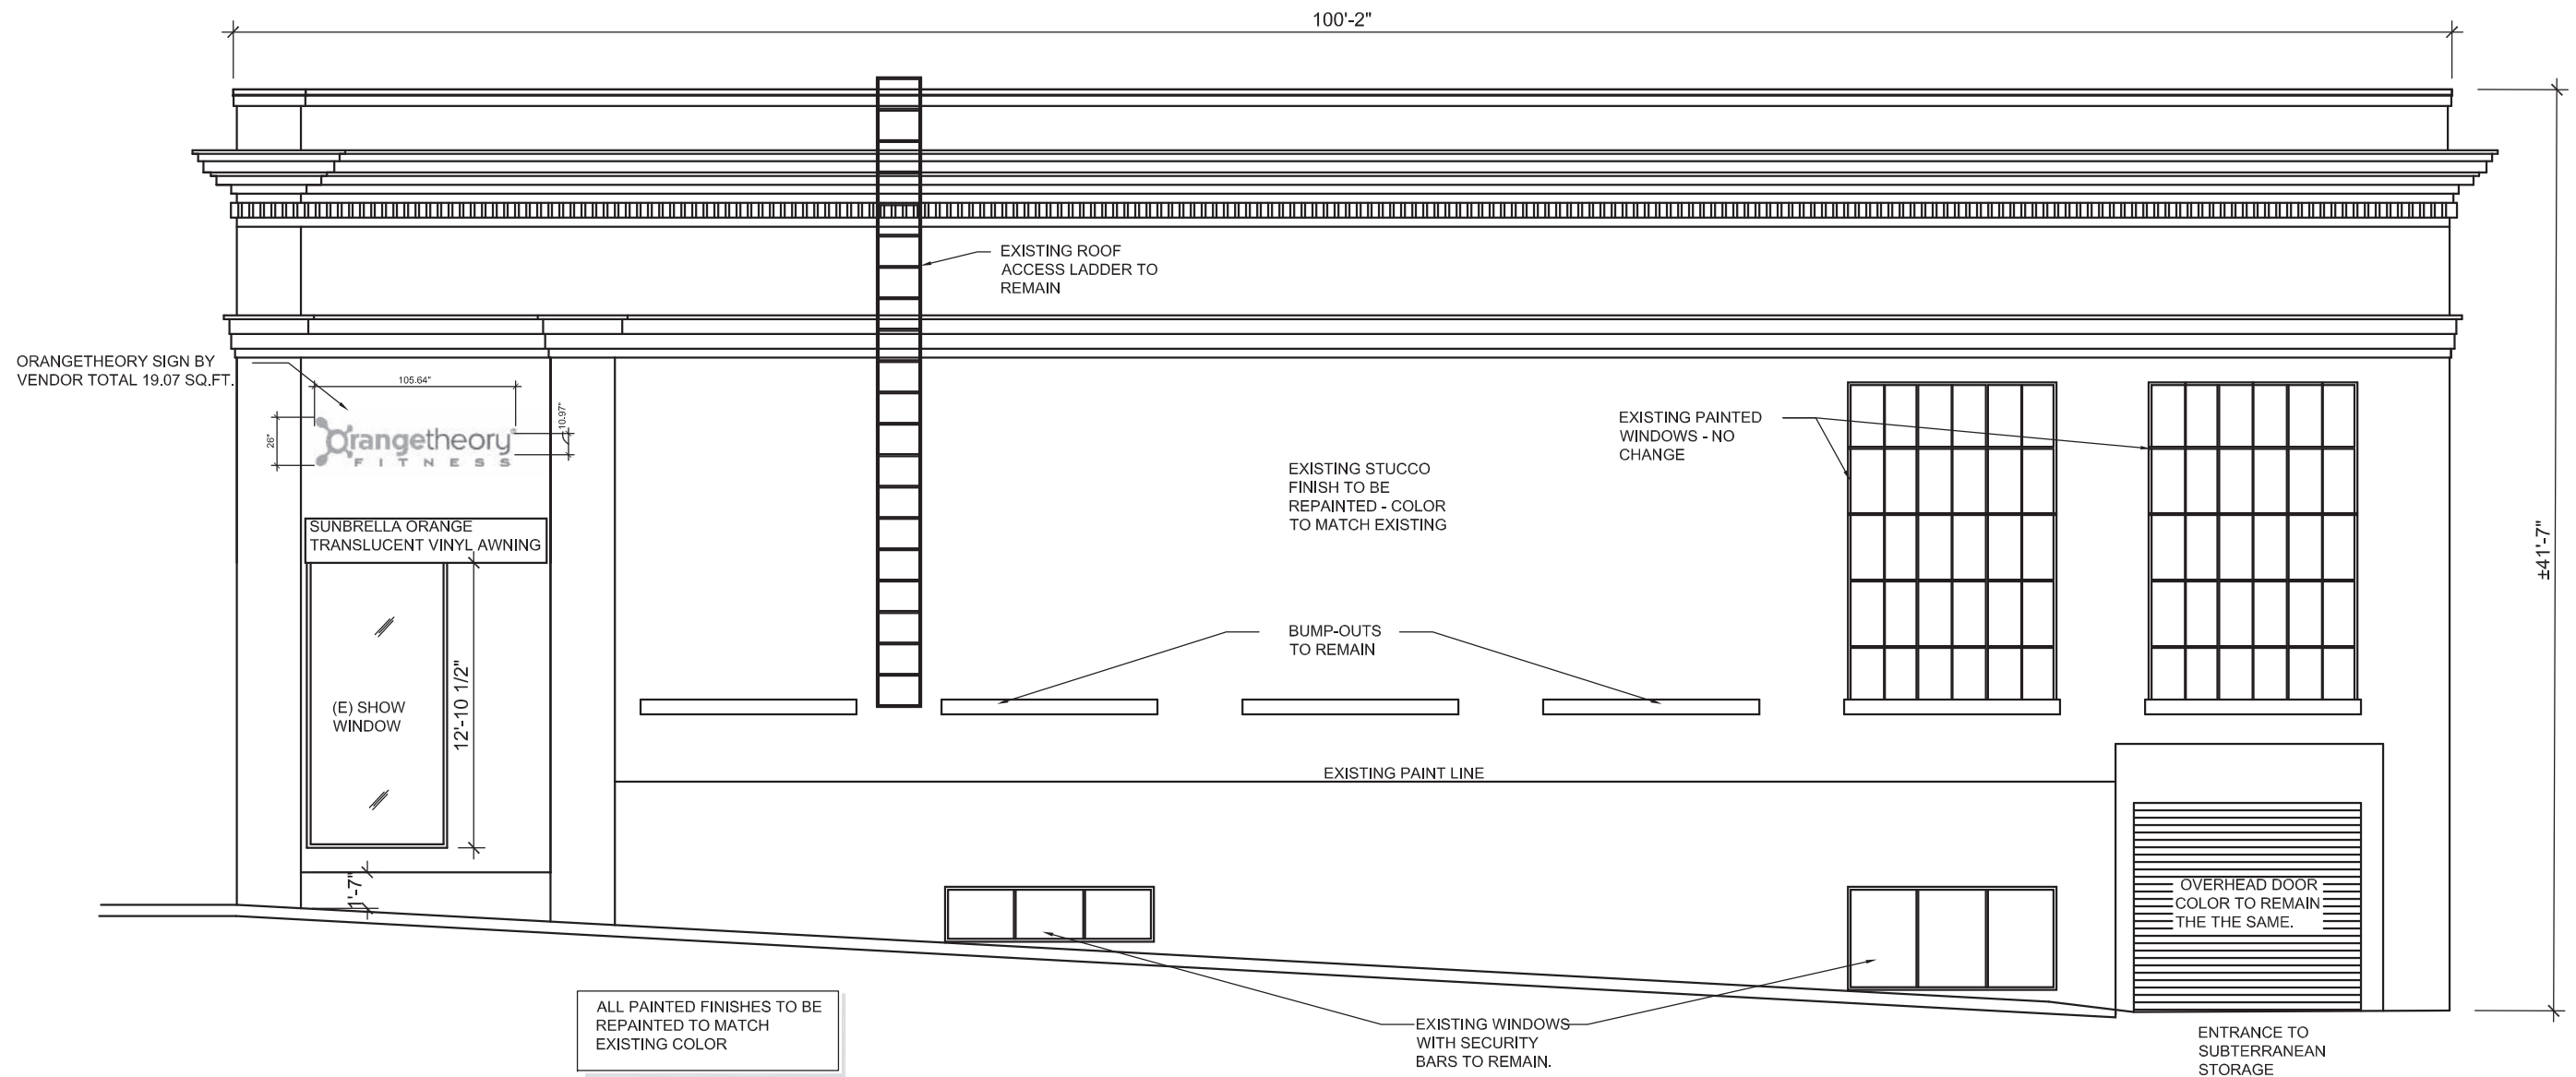 100'-2"
EXISTING ROOF
ACCESS LADDER TO
REMAIN
ORANGETHEORY SIGN BY
VENDOR TOTAL 19.07 SQ.FT.
105.64"
26"
10.97"
Orangetheory
FITNESS
SUNBRELLA ORANGE
TRANSLUCENT VINYL AWNING
EXISTING PAINTED
WINDOWS - NO
CHANGE
EXISTING STUCCO
FINISH TO BE
REPAINTED - COLOR
TO MATCH EXISTING
±41'-7"
BUMP-OUTS
TO REMAIN
(E) SHOW
WINDOW
12'-10 1/2"
EXISTING PAINT LINE
1'-7"
OVERHEAD DOOR
COLOR TO REMAIN
THE THE SAME.
ALL PAINTED FINISHES TO BE
REPAINTED TO MATCH
EXISTING COLOR
EXISTING WINDOWS
WITH SECURITY
BARS TO REMAIN.
ENTRANCE TO
SUBTERRANEAN
STORAGE